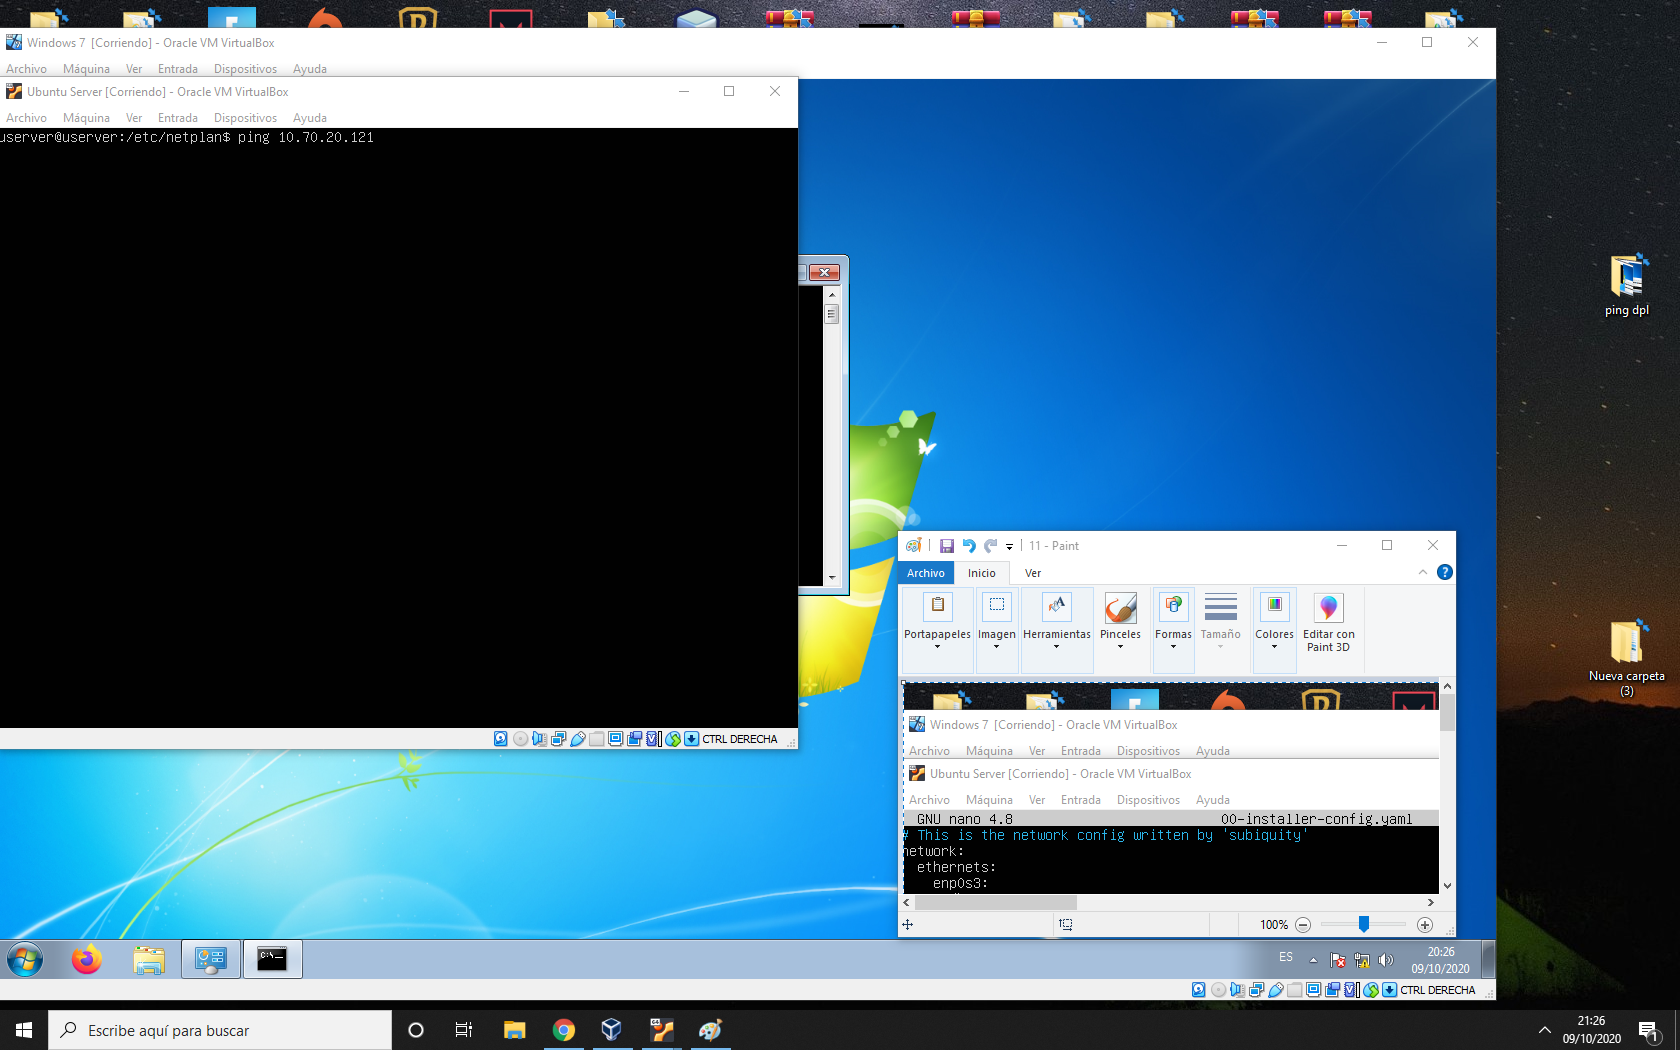 Windows 7 [Corriendo] - Oracle VM VirtualBox
Archivo Máquina Ver Entrada Dispositivos Ayuda
Ubuntu Server [Corriendo] - Oracle VM VirtualBox
Archivo Máquina Ver Entrada Dispositivos Ayuda
userver@userver:/etc/netplan$ ping 10.70.20.121
CTRL DERECHA
ping dpl
Nueva carpeta
(3)
11 - Paint
Archivo Inicio Ver
Portapapeles Imagen Herramientas Pinceles Formas Tamaño Colores Editar con
Paint 3D
Windows 7 [Corriendo] - Oracle VM VirtualBox
Archivo Máquina Ver Entrada Dispositivos Ayuda
Ubuntu Server [Corriendo] - Oracle VM VirtualBox
Archivo Máquina Ver Entrada Dispositivos Ayuda
GNU nano 4.8 00-installer-config.yaml
# This is the network config written by 'subiquity'
network:
ethernets:
enp0s3:
100%
C:\
ES
20:26
09/10/2020
CTRL DERECHA
Escribe aquí para buscar
21:26
09/10/2020
1